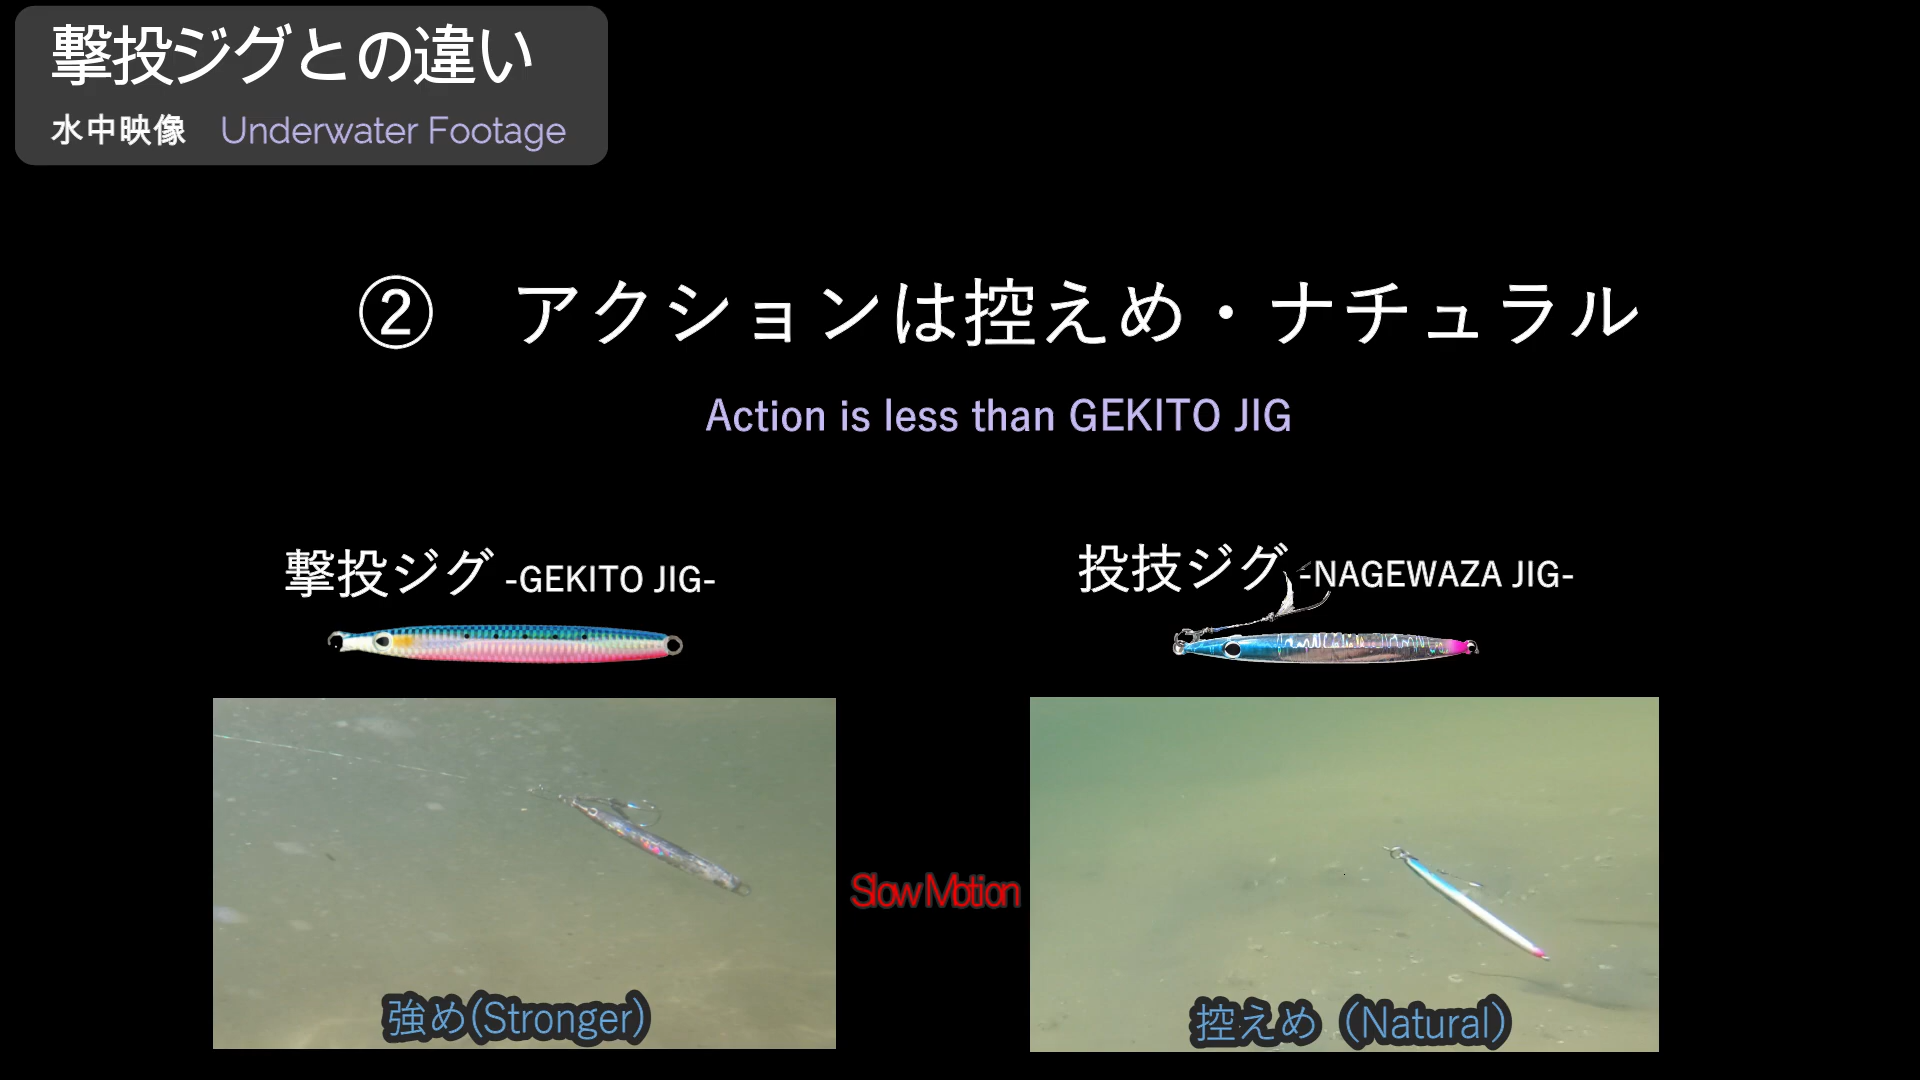 撃投ジグとの違い
水中映像 Underwater Footage
② アクションは控えめ・ナチュラル
Action is less than GEKITO JIG
撃投ジグ -GEKITO JIG-
投技ジグ -NAGEWAZA JIG-
Slow Motion
強め(Stronger)
控えめ（Natural）